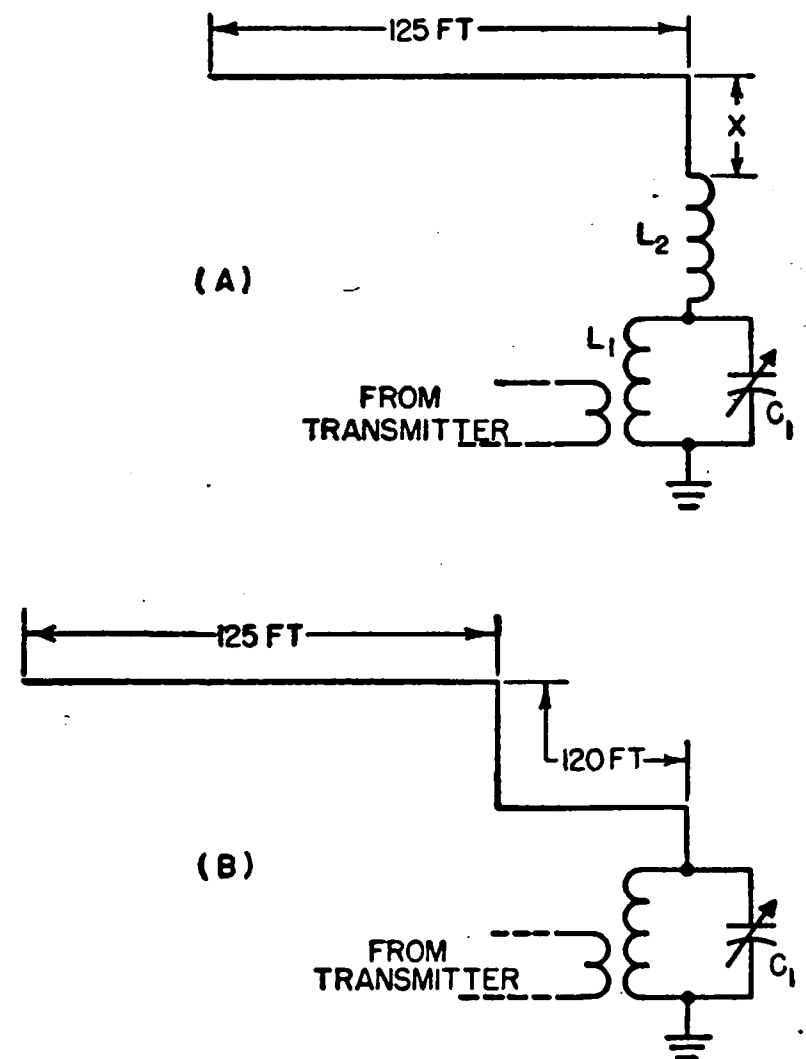 125 FT
X
L2
(A)
L1
FROM
TRANSMITTER
C1
125 FT
120 FT
(B)
FROM
TRANSMITTER
C1